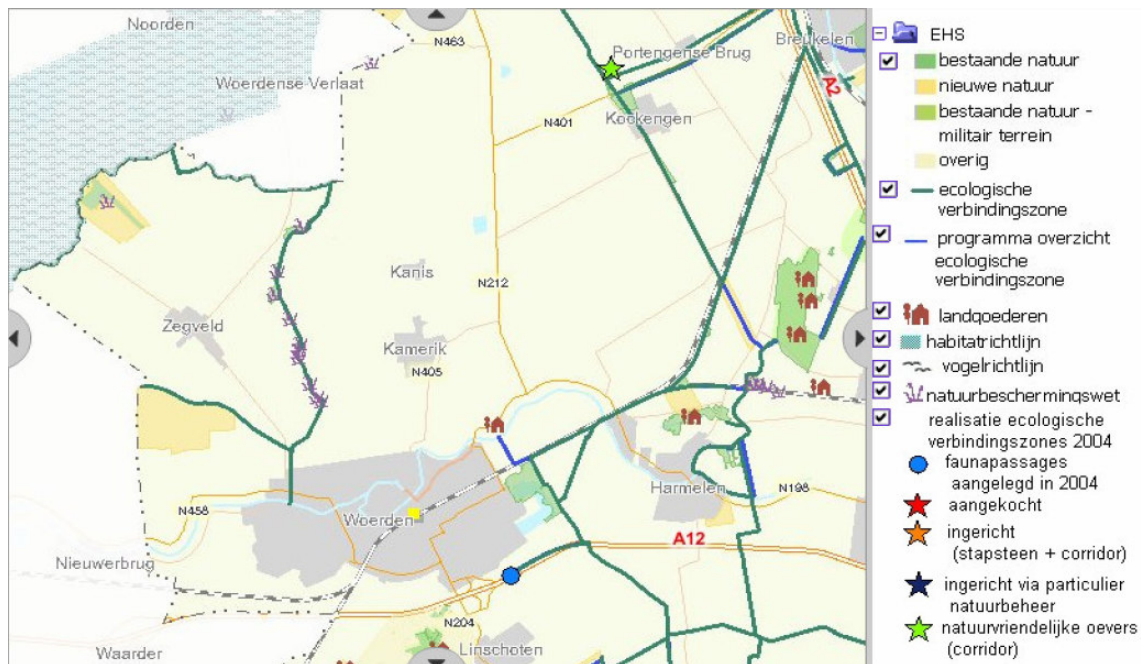 Noorden
N463
Portengense Brug
Breukelen
Woerdense Verlaat
A2
N401
Kockengen
Kanis
N212
Zegveld
Kamerik
N405
N458
Woerden
Harmelen
N198
A12
Nieuwerbrug
N204
Linschoten
Waarder
EHS
bestaande natuur
nieuwe natuur
bestaande natuur -
militair terrein
overig
ecologische
verbindingszone
programma overzicht
ecologische
verbindingszone
landgoederen
habitatrichtlijn
vogelrichtlijn
natuurbeschermingswet
realisatie ecologische
verbindingszones 2004
faunapassages
aangelegd in 2004
aangekocht
ingericht
(stapsteen + corridor)
ingericht via particulier
natuurbeheer
natuurvriendelijke oevers
(corridor)